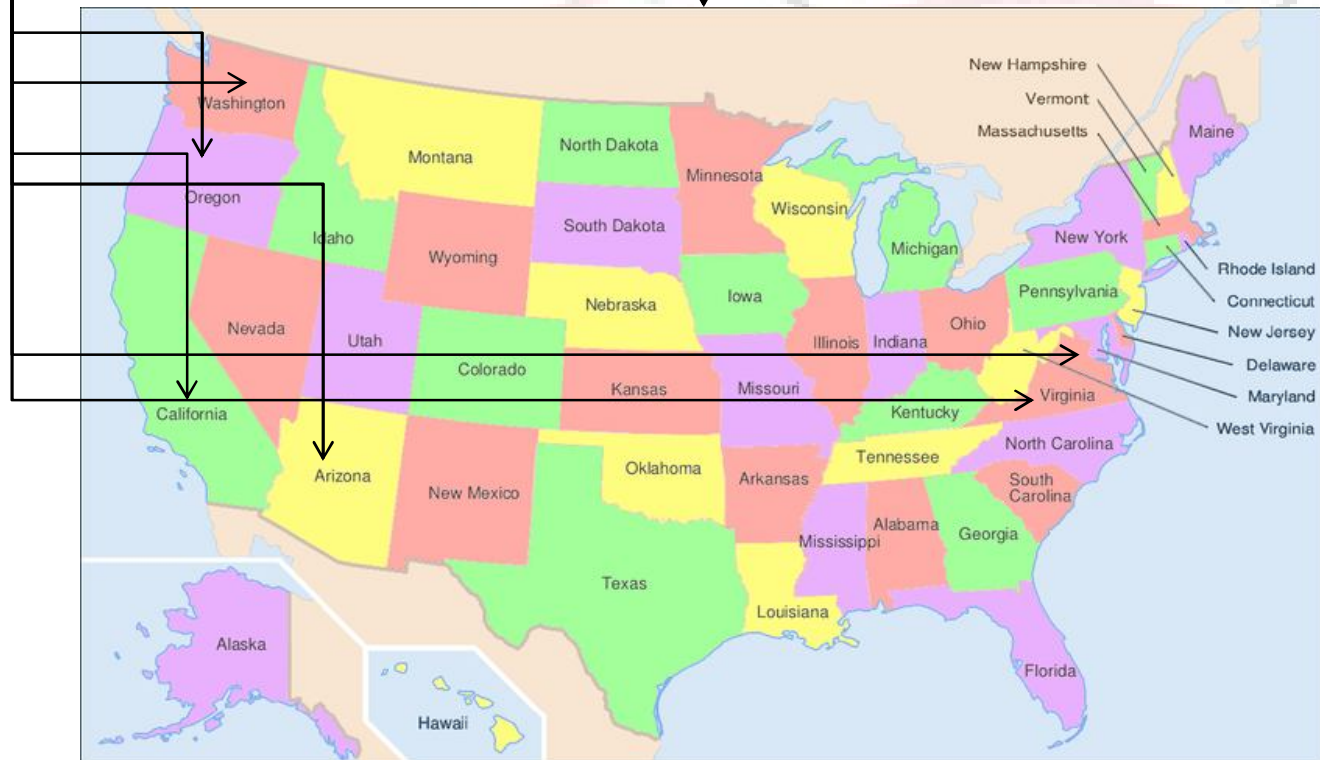 New Hampshire
Vermont
Massachusetts
Washington
Maine
Montana
North Dakota
Minnesota
Oregon
Idaho
South Dakota
Wisconsin
New York
Michigan
Wyoming
Rhode Island
Iowa
Pennsylvania
Connecticut
Nebraska
Nevada
Utah
Illinois
Indiana
Ohio
New Jersey
Delaware
Colorado
Kansas
Missouri
Virginia
Maryland
California
Kentucky
West Virginia
North Carolina
Tennessee
Arizona
Oklahoma
Arkansas
South
Carolina
New Mexico
Mississippi
Alabama
Georgia
Texas
Louisiana
Alaska
Florida
Hawaii